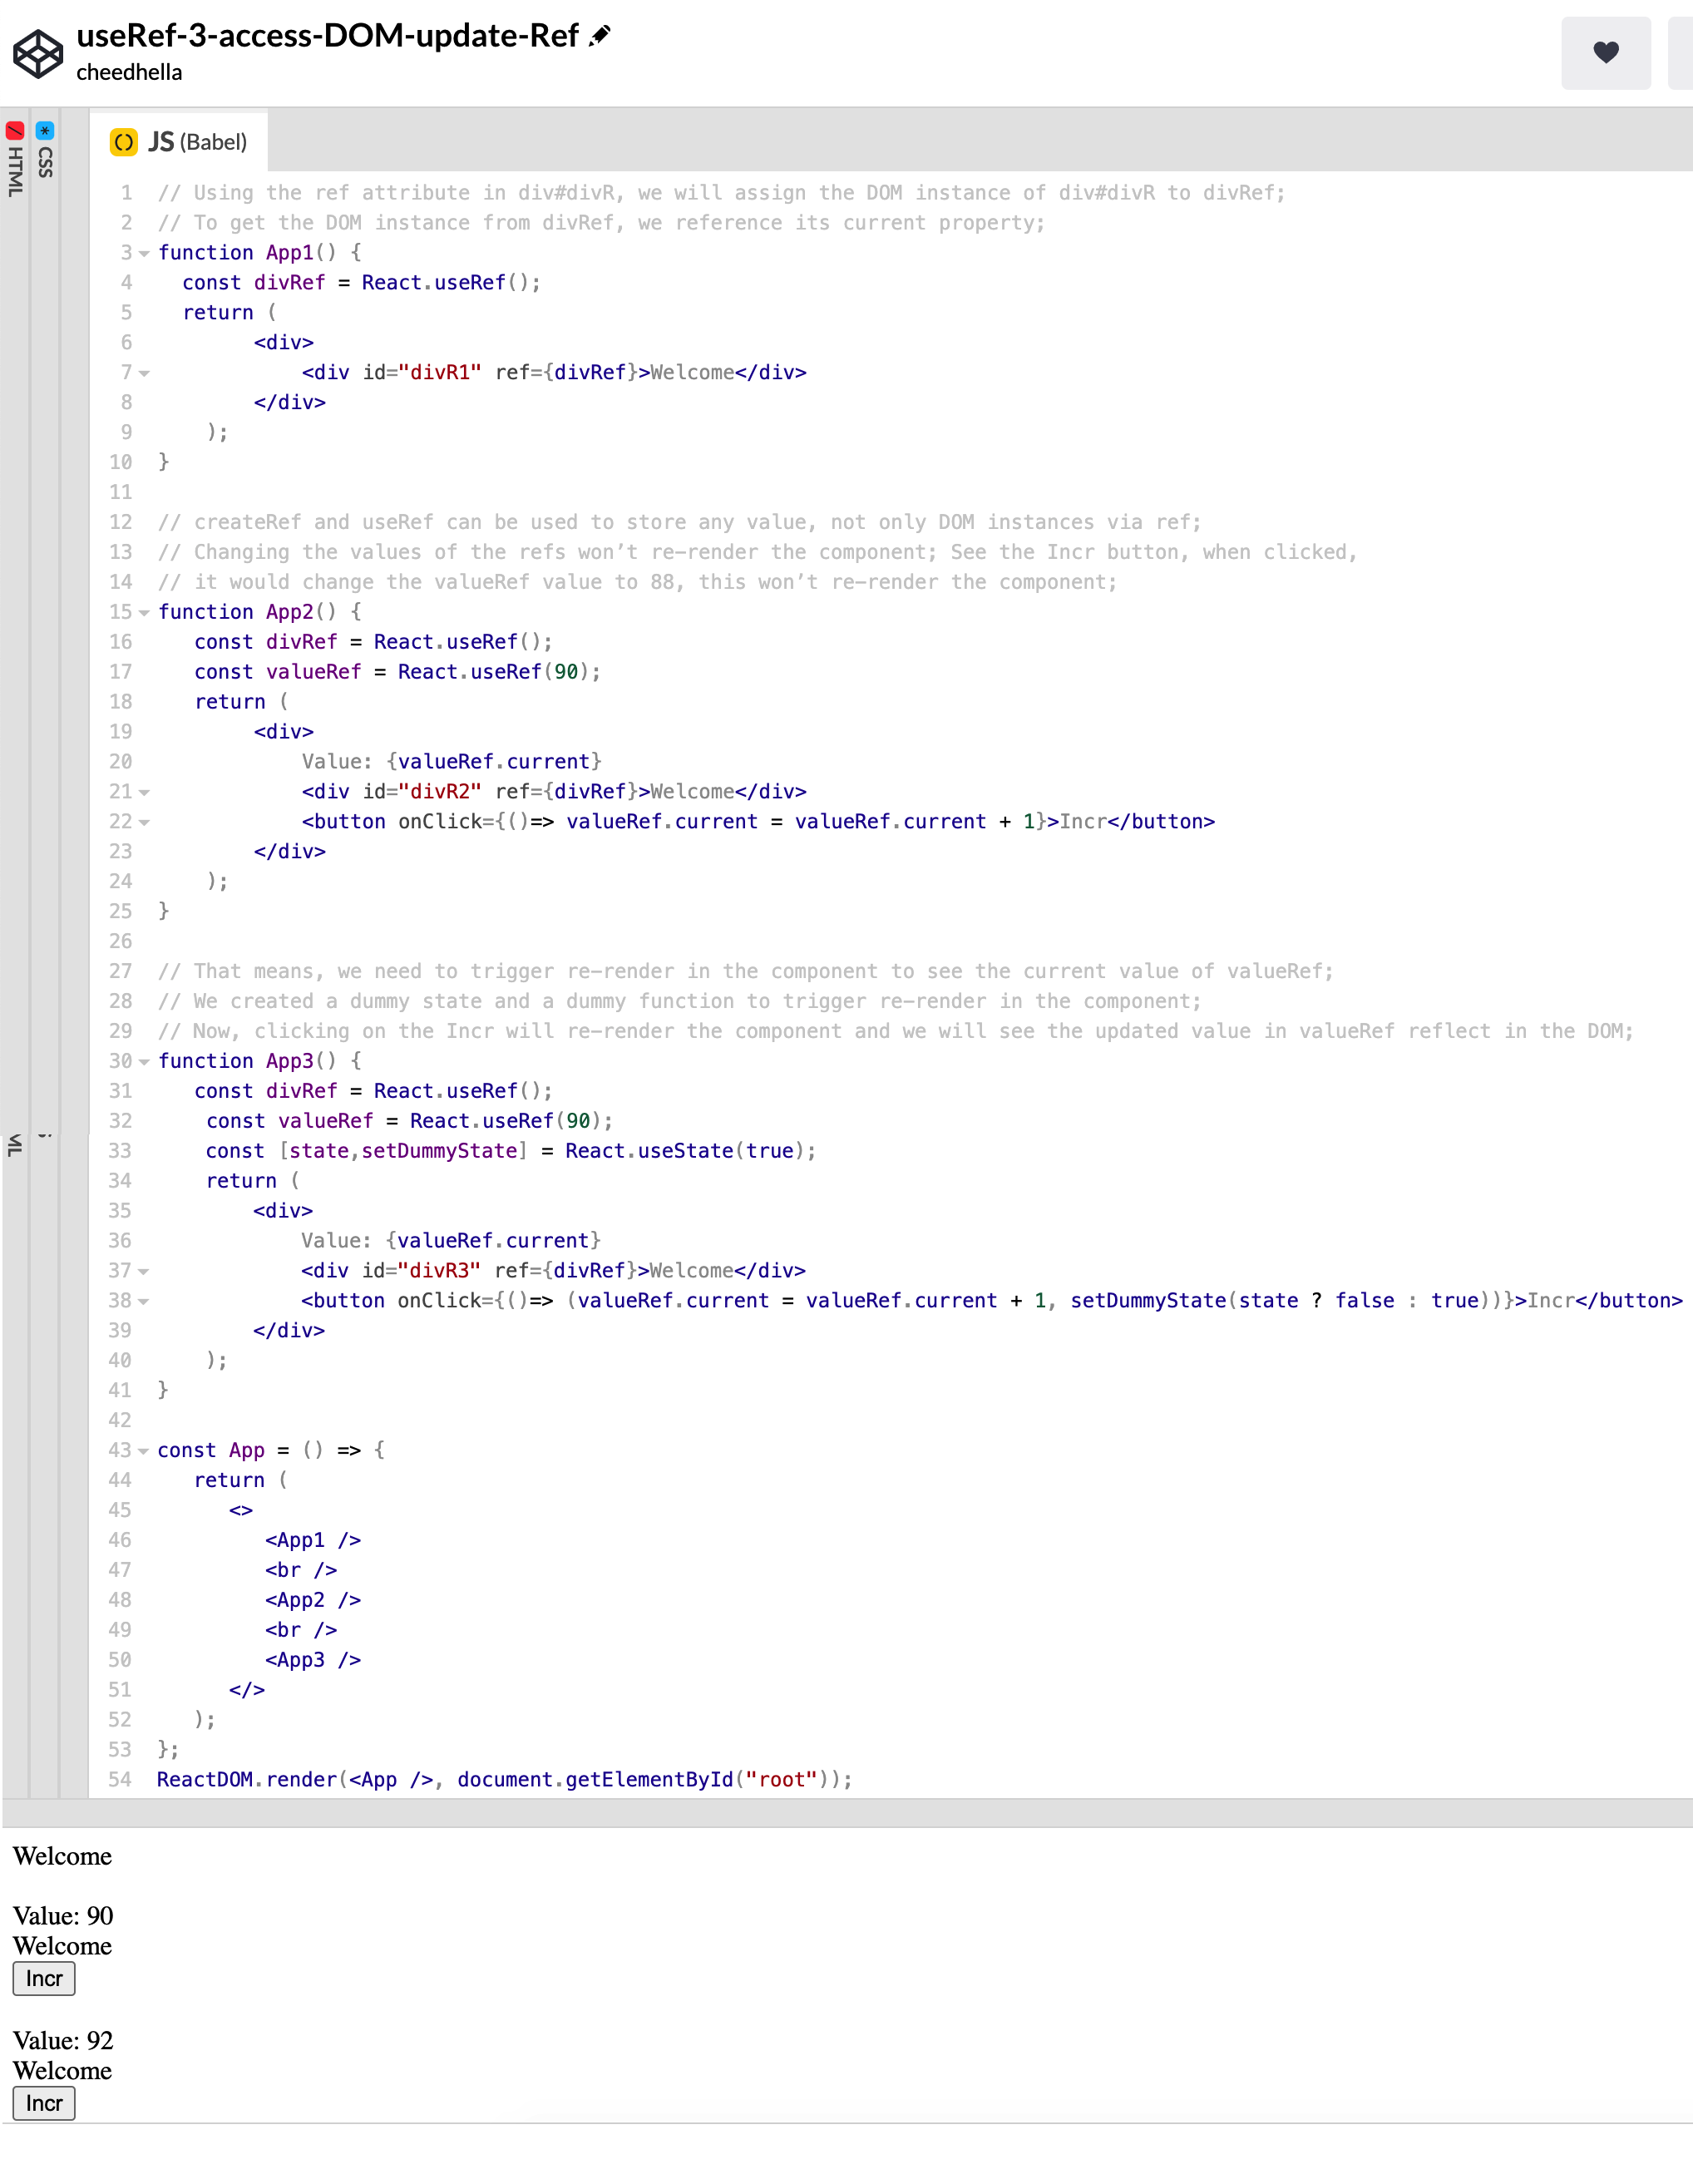 useRef-3-access-DOM-update-Ref
cheedhella
HTML
CSS
JS (Babel)
1 // Using the ref attribute in div#divR, we will assign the DOM instance of div#divR to divRef;
2 // To get the DOM instance from divRef, we reference its current property;
3 function App1() {
4 const divRef = React.useRef();
5 return (
6 <div>
7 <div id="divR1" ref={divRef}>Welcome</div>
8 </div>
9 );
10 }
11
12 // createRef and useRef can be used to store any value, not only DOM instances via ref;
13 // Changing the values of the refs won’t re-render the component; See the Incr button, when clicked,
14 // it would change the valueRef value to 88, this won’t re-render the component;
15 function App2() {
16 const divRef = React.useRef();
17 const valueRef = React.useRef(90);
18 return (
19 <div>
20 Value: {valueRef.current}
21 <div id="divR2" ref={divRef}>Welcome</div>
22 <button onClick={()=> valueRef.current = valueRef.current + 1}>Incr</button>
23 </div>
24 );
25 }
26
27 // That means, we need to trigger re-render in the component to see the current value of valueRef;
28 // We created a dummy state and a dummy function to trigger re-render in the component;
29 // Now, clicking on the Incr will re-render the component and we will see the updated value in valueRef reflect in the DOM;
30 function App3() {
31 const divRef = React.useRef();
32 const valueRef = React.useRef(90);
33 const [state,setDummyState] = React.useState(true);
34 return (
35 <div>
36 Value: {valueRef.current}
37 <div id="divR3" ref={divRef}>Welcome</div>
38 <button onClick={()=> (valueRef.current = valueRef.current + 1, setDummyState(state ? false : true))}>Incr</button>
39 </div>
40 );
41 }
42
43 const App = () => {
44 return (
45 <>
46 <App1 />
47 <br />
48 <App2 />
49 <br />
50 <App3 />
51 </>
52 );
53 };
54 ReactDOM.render(<App />, document.getElementById("root"));
ML
Welcome
Value: 90
Welcome
Incr
Value: 92
Welcome
Incr